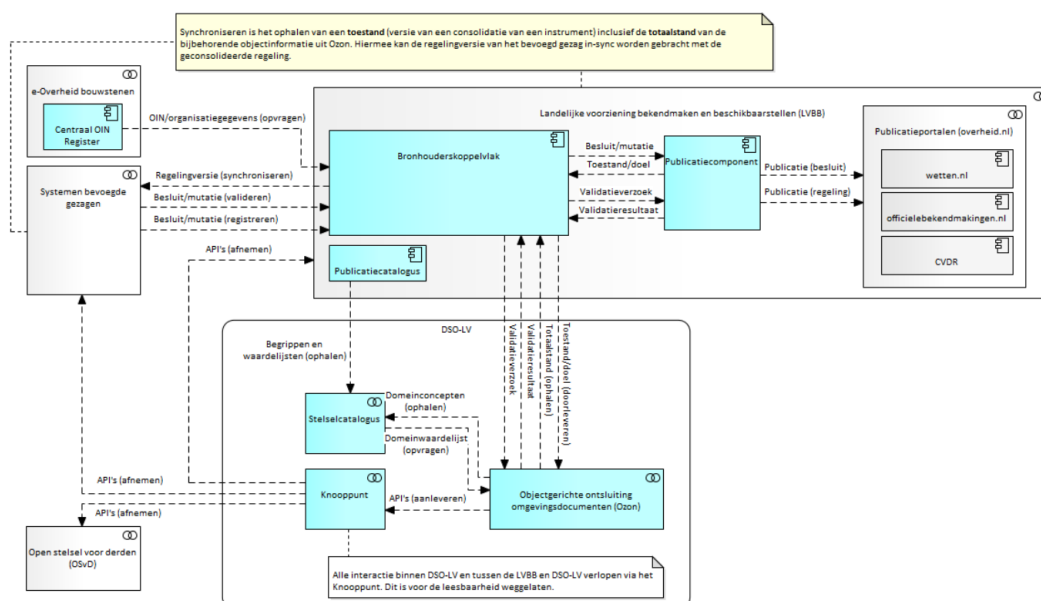 Synchroniseren is het ophalen van een toestand (versie van een consolidatie van een instrument) inclusief de totaalstand van de
bijbehorende objectinformatie uit Ozon. Hiermee kan de regelingversie van het bevoegd gezag in-sync worden gebracht met de
geconsolideerde regeling.
e-Overheid bouwstenen
Centraal OIN
Register
OIN/organisatiegegevens (opvragen)
Landelijke voorziening bekendmaken en beschikbaarstellen (LVBB)
Bronhouderskoppelvlak
Besluit/mutatie
Toestand/doel
Validatieverzoek
Validatieresultaat
Publicatiecomponent
Publicatie (besluit)
Publicatie (regeling)
Publicatieportalen (overheid.nl)
wetten.nl
officielebekendmakingen.nl
CVDR
Systemen bevoegde
gezagen
Regelingversie (synchroniseren)
Besluit/mutatie (valideren)
Besluit/mutatie (registreren)
API's (afnemen)
Publicatiecatalogus
DSO-LV
Begrippen en
waardelijsten (ophalen)
Validatieverzoek
Validatieresultaat
Totaalstand (ophalen)
Toestand/doel (doorleveren)
Stelselcatalogus
Domeinconcepten
(ophalen)
Domeinwaardelijst
(opvragen)
Knooppunt
API's (aanleveren)
Objectgerichte ontsluiting
omgevingsdocumenten (Ozon)
API's (afnemen)
API's (afnemen)
Open stelsel voor derden
(OSvD)
Alle interactie binnen DSO-LV en tussen de LVBB en DSO-LV verlopen via het
Knooppunt. Dit is voor de leesbaarheid weggelaten.